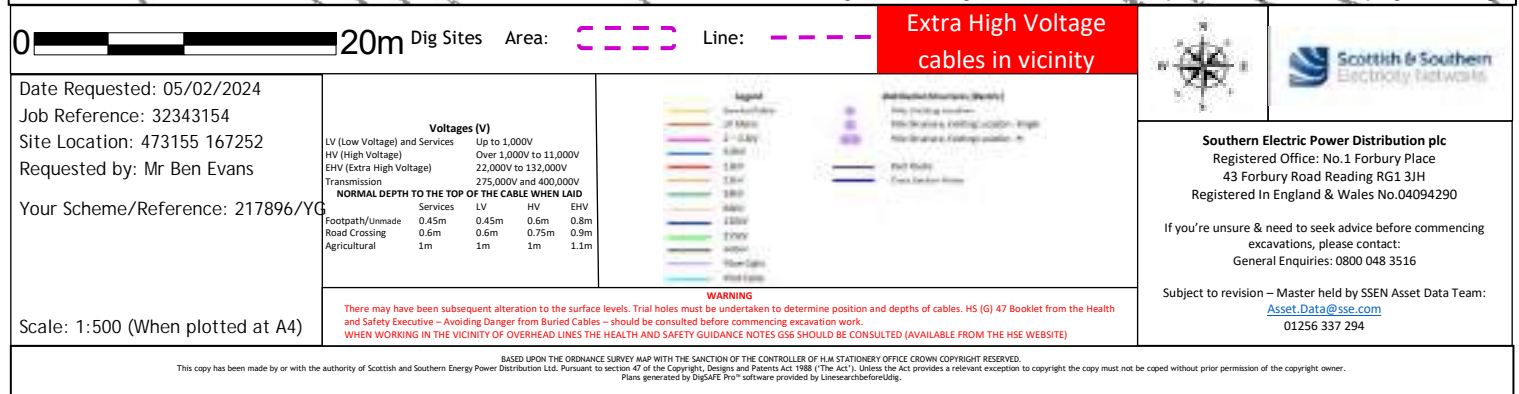 0 20m Dig Sites Area: Line:
Extra High Voltage
cables in vicinity
W E
Scottish & Southern
Electricity Networks
Date Requested: 05/02/2024
Job Reference: 32343154
Site Location: 473155 167252
Requested by: Mr Ben Evans
Your Scheme/Reference: 217896/YG
Scale: 1:500 (When plotted at A4)
Voltages (V)
LV (Low Voltage) and Services Up to 1,000V
HV (High Voltage) Over 1,000V to 11,000V
EHV (Extra High Voltage) 22,000V to 132,000V
Transmission 275,000V and 400,000V
NORMAL DEPTH TO THE TOP OF THE CABLE WHEN LAID
Services LV HV EHV
Footpath/Unmade 0.45m 0.45m 0.6m 0.8m
Road Crossing 0.6m 0.6m 0.75m 0.9m
Agricultural 1m 1m 1m 1.1m
Legend
WARNING
There may have been subsequent alteration to the surface levels. Trial holes must be undertaken to determine position and depths of cables. HS (G) 47 Booklet from the Health
and Safety Executive – Avoiding Danger from Buried Cables – should be consulted before commencing excavation work.
WHEN WORKING IN THE VICINITY OF OVERHEAD LINES THE HEALTH AND SAFETY GUIDANCE NOTES GS6 SHOULD BE CONSULTED (AVAILABLE FROM THE HSE WEBSITE)
Southern Electric Power Distribution plc
Registered Office: No.1 Forbury Place
43 Forbury Road Reading RG1 3JH
Registered In England & Wales No.04094290
If you're unsure & need to seek advice before commencing
excavations, please contact:
General Enquiries: 0800 048 3516
Subject to revision – Master held by SSEN Asset Data Team:
Asset.Data@sse.com
01256 337 294
BASED UPON THE ORDNANCE SURVEY MAP WITH THE SANCTION OF THE CONTROLLER OF H.M STATIONERY OFFICE CROWN COPYRIGHT RESERVED.
This copy has been made by or with the authority of Scottish and Southern Energy Power Distribution Ltd. Pursuant to section 47 of the Copyright, Designs and Patents Act 1988 ('The Act'). Unless the Act provides a relevant exception to copyright the copy must not be coped without prior permission of the copyright owner.
Plans generated by DigSAFE Pro™ software provided by LinesearchbeforeUdig.